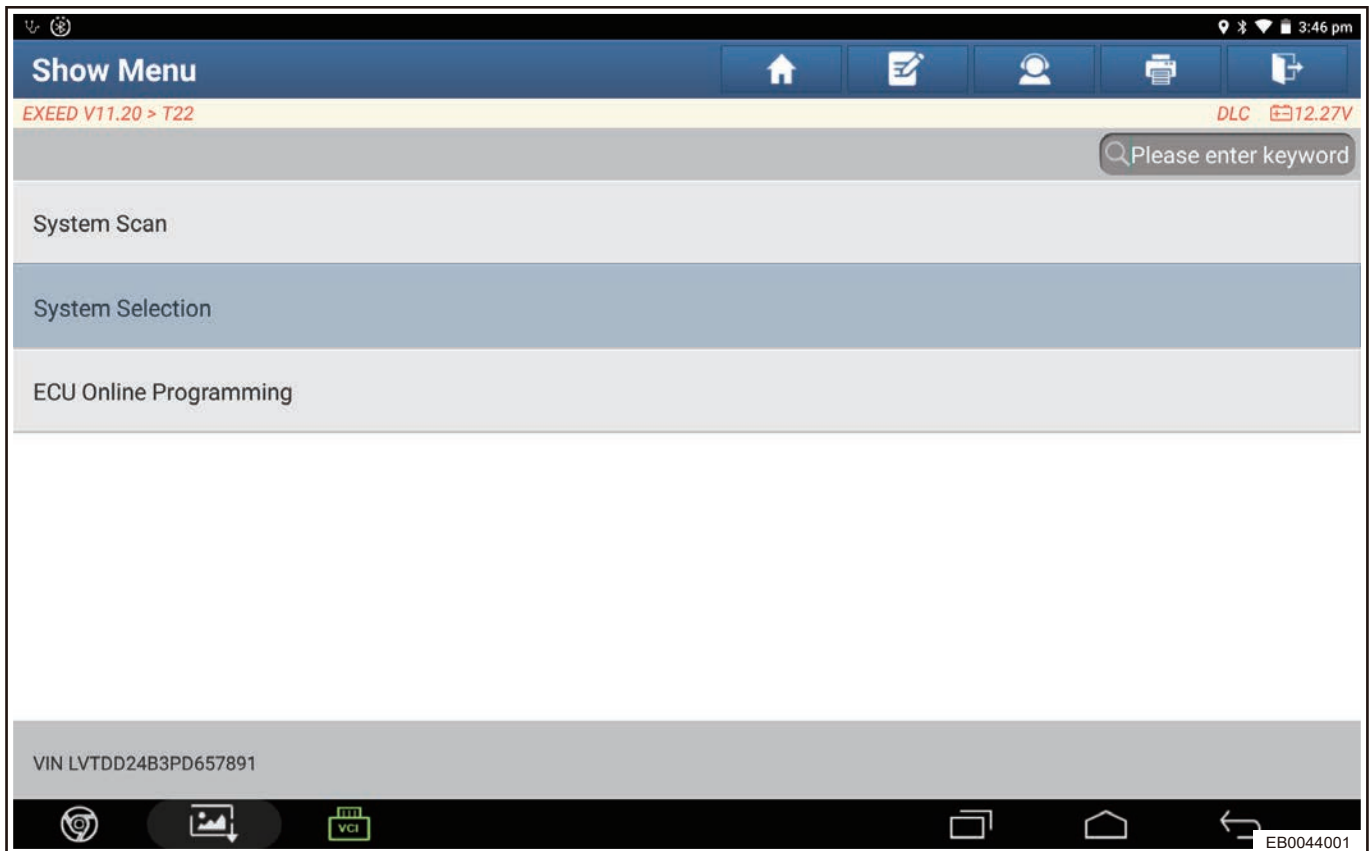 3:46 pm
Show Menu
EXEED V11.20 > T22
DLC 12.27V
Please enter keyword
System Scan
System Selection
ECU Online Programming
VIN LVTDD24B3PD657891
VCI
EB0044001